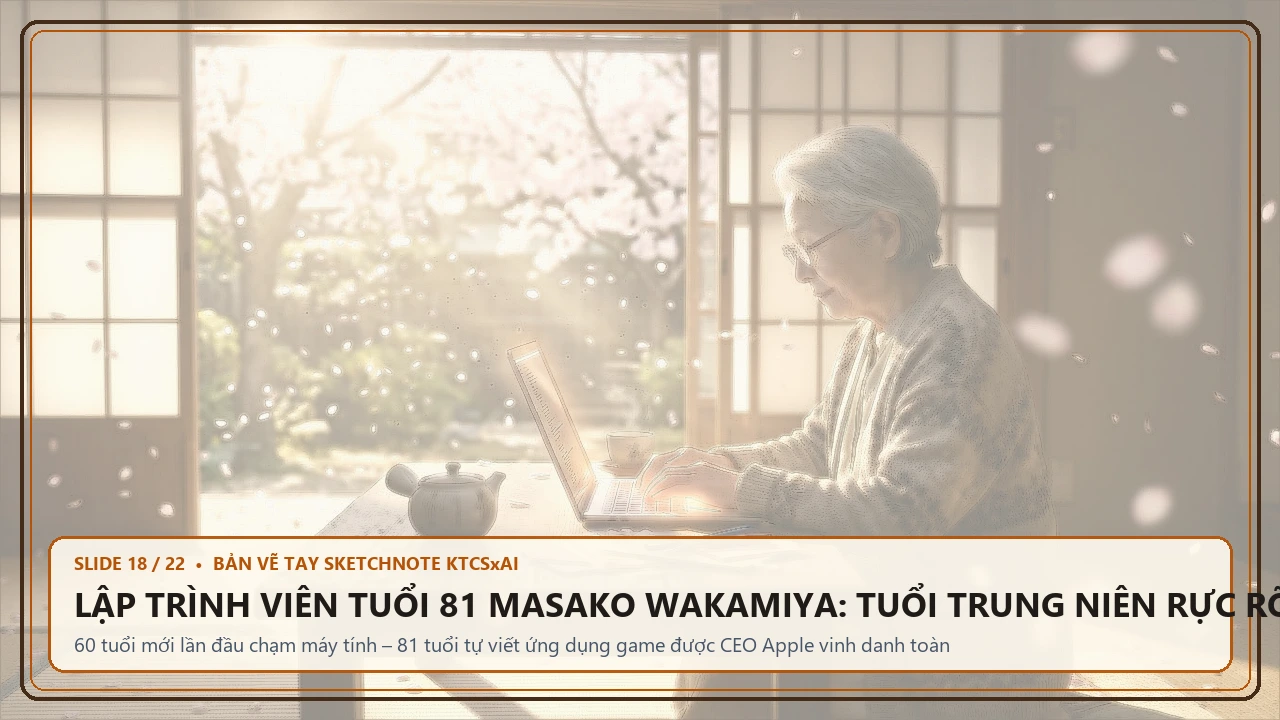 SLIDE 18 / 22 • BẢN VẼ TAY SKETCHNOTE KTCSxAI
LẬP TRÌNH VIÊN TUỔI 81 MASAKO WAKAMIYA: TUỔI TRUNG NIÊN RỰC
60 tuổi mới lần đầu chạm máy tính – 81 tuổi tự viết ứng dụng game được CEO Apple vinh danh toàn